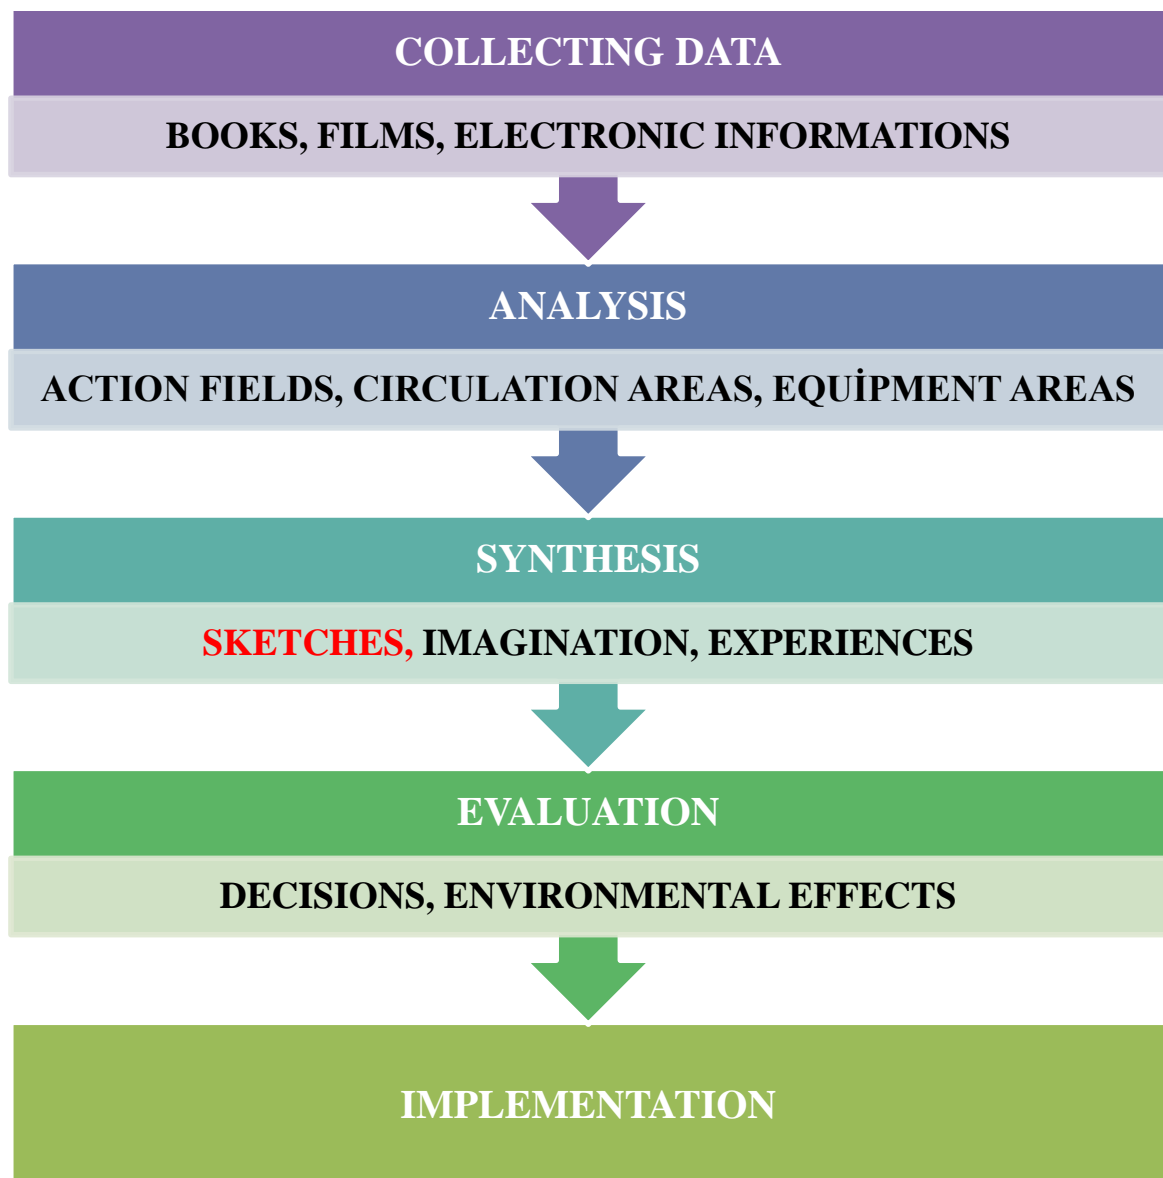 COLLECTING DATA
BOOKS, FILMS, ELECTRONIC INFORMATIONS
ANALYSIS
ACTION FIELDS, CIRCULATION AREAS, EQUİPMENT AREAS
SYNTHESIS
SKETCHES, IMAGINATION, EXPERIENCES
EVALUATION
DECISIONS, ENVIRONMENTAL EFFECTS
IMPLEMENTATION